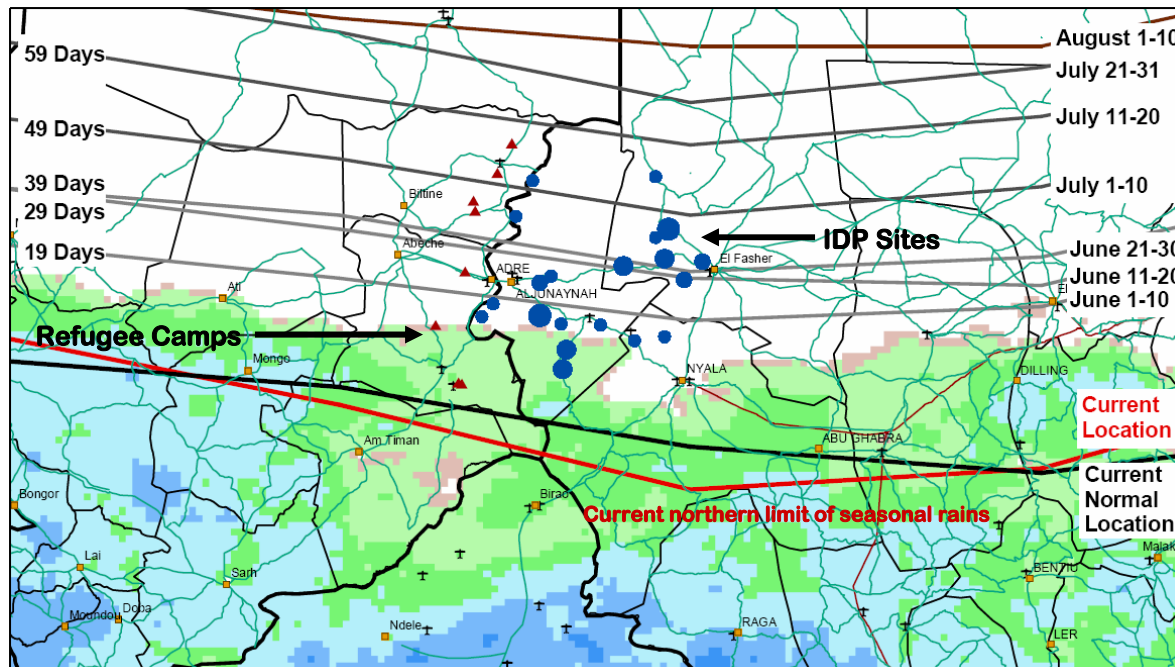 August 1-10
59 Days
July 21-31
49 Days
July 11-20
39 Days
July 1-10
29 Days
Biltine
IDP Sites
June 21-30
19 Days
Abeche
El Fasher
ADRE
June 11-20
ALJUNAYNAH
Ati
June 1-10
Refugee Camps
Mongo
NYALA
DILLING
Current
Location
Am Timan
ABU GHABRA
Current
Normal
Location
Bongor
Birao
Current northern limit of seasonal rains
Lai
Sarh
Malak
BENTIU
Moundou
Doba
Ndele
RAGA
LER